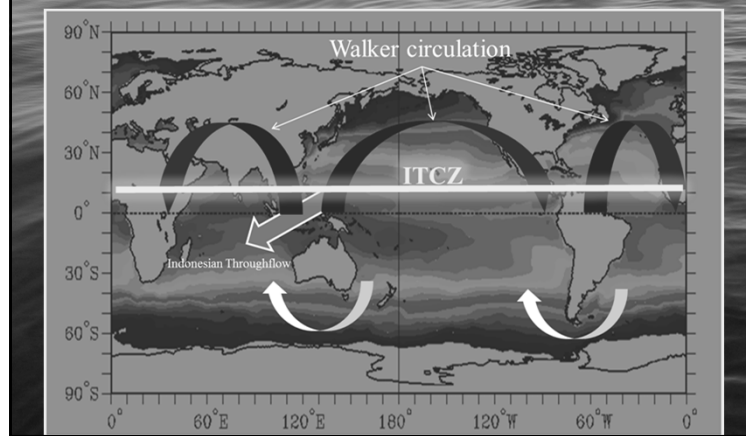 90°N
Walker circulation
60°N
30°N
ITCZ
0°
Indonesian Throughflow
30°S
60°S
90°S
0° 60°E 120°E 180° 120°W 60°W 0°